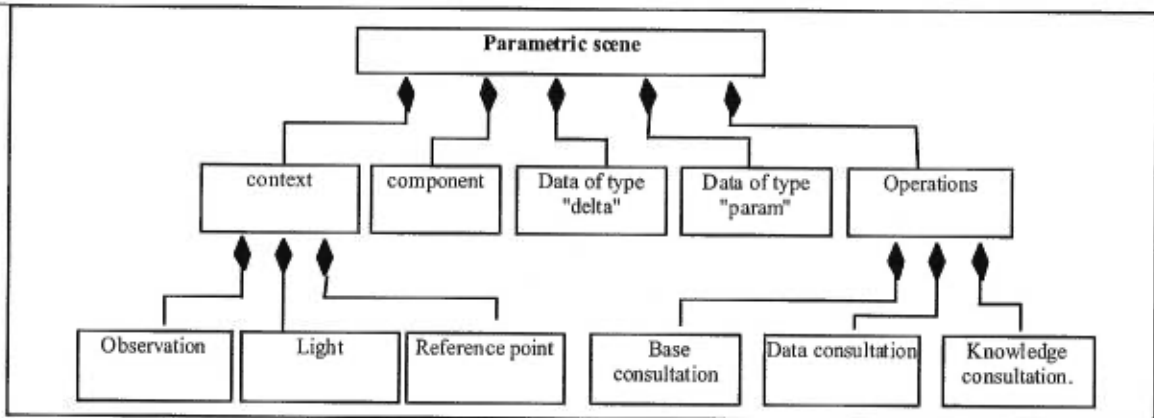 Parametric scene
context
component
Data of type
"delta"
Data of type
"param"
Operations
Observation
Light
Reference point
Base
consultation
Data consultation
Knowledge
consultation.